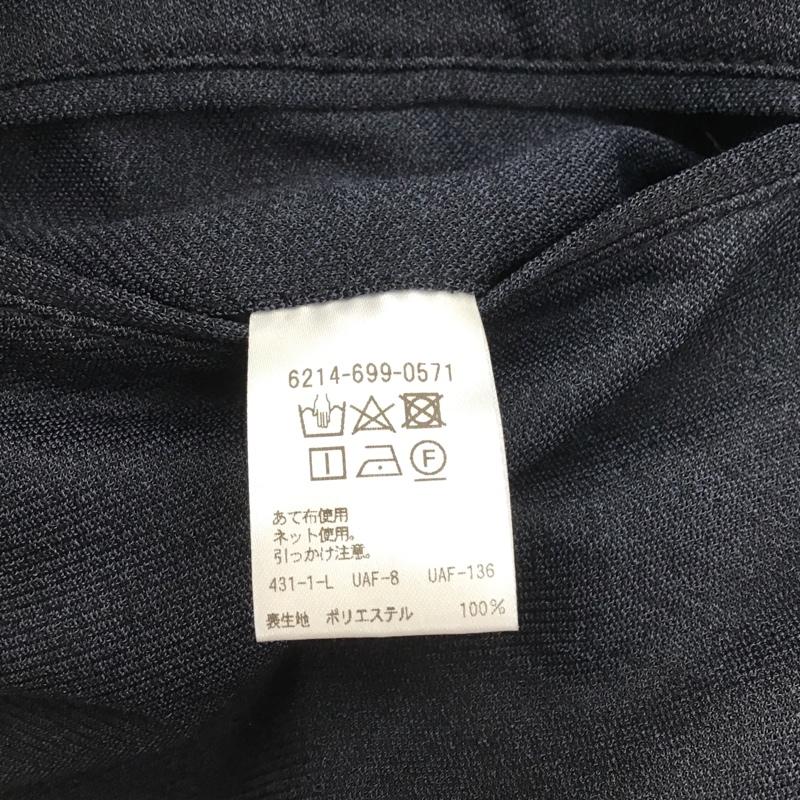 6214-699-0571
F
あて布使用
ネット使用。
引っかけ注意。
431-1-L UAF-8 UAF-136
表生地 ポリエステル 100%